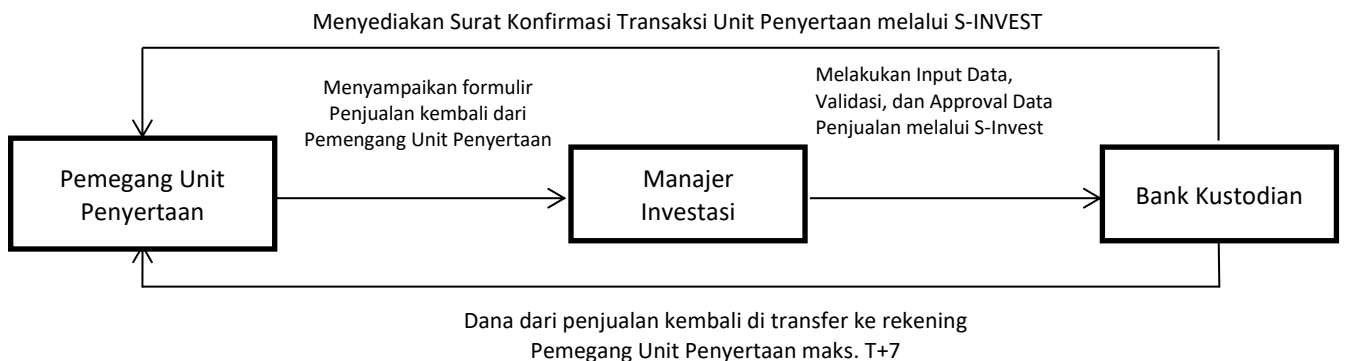 Menyediakan Surat Konfirmasi Transaksi Unit Penyertaan melalui S-INVEST
Menyampaikan formulir
Penjualan kembali dari
Pemengang Unit Penyertaan
Melakukan Input Data,
Validasi, dan Approval Data
Penjualan melalui S-Invest
Pemegang Unit
Penyertaan
Manajer
Investasi
Bank Kustodian
Dana dari penjualan kembali di transfer ke rekening
Pemegang Unit Penyertaan maks. T+7